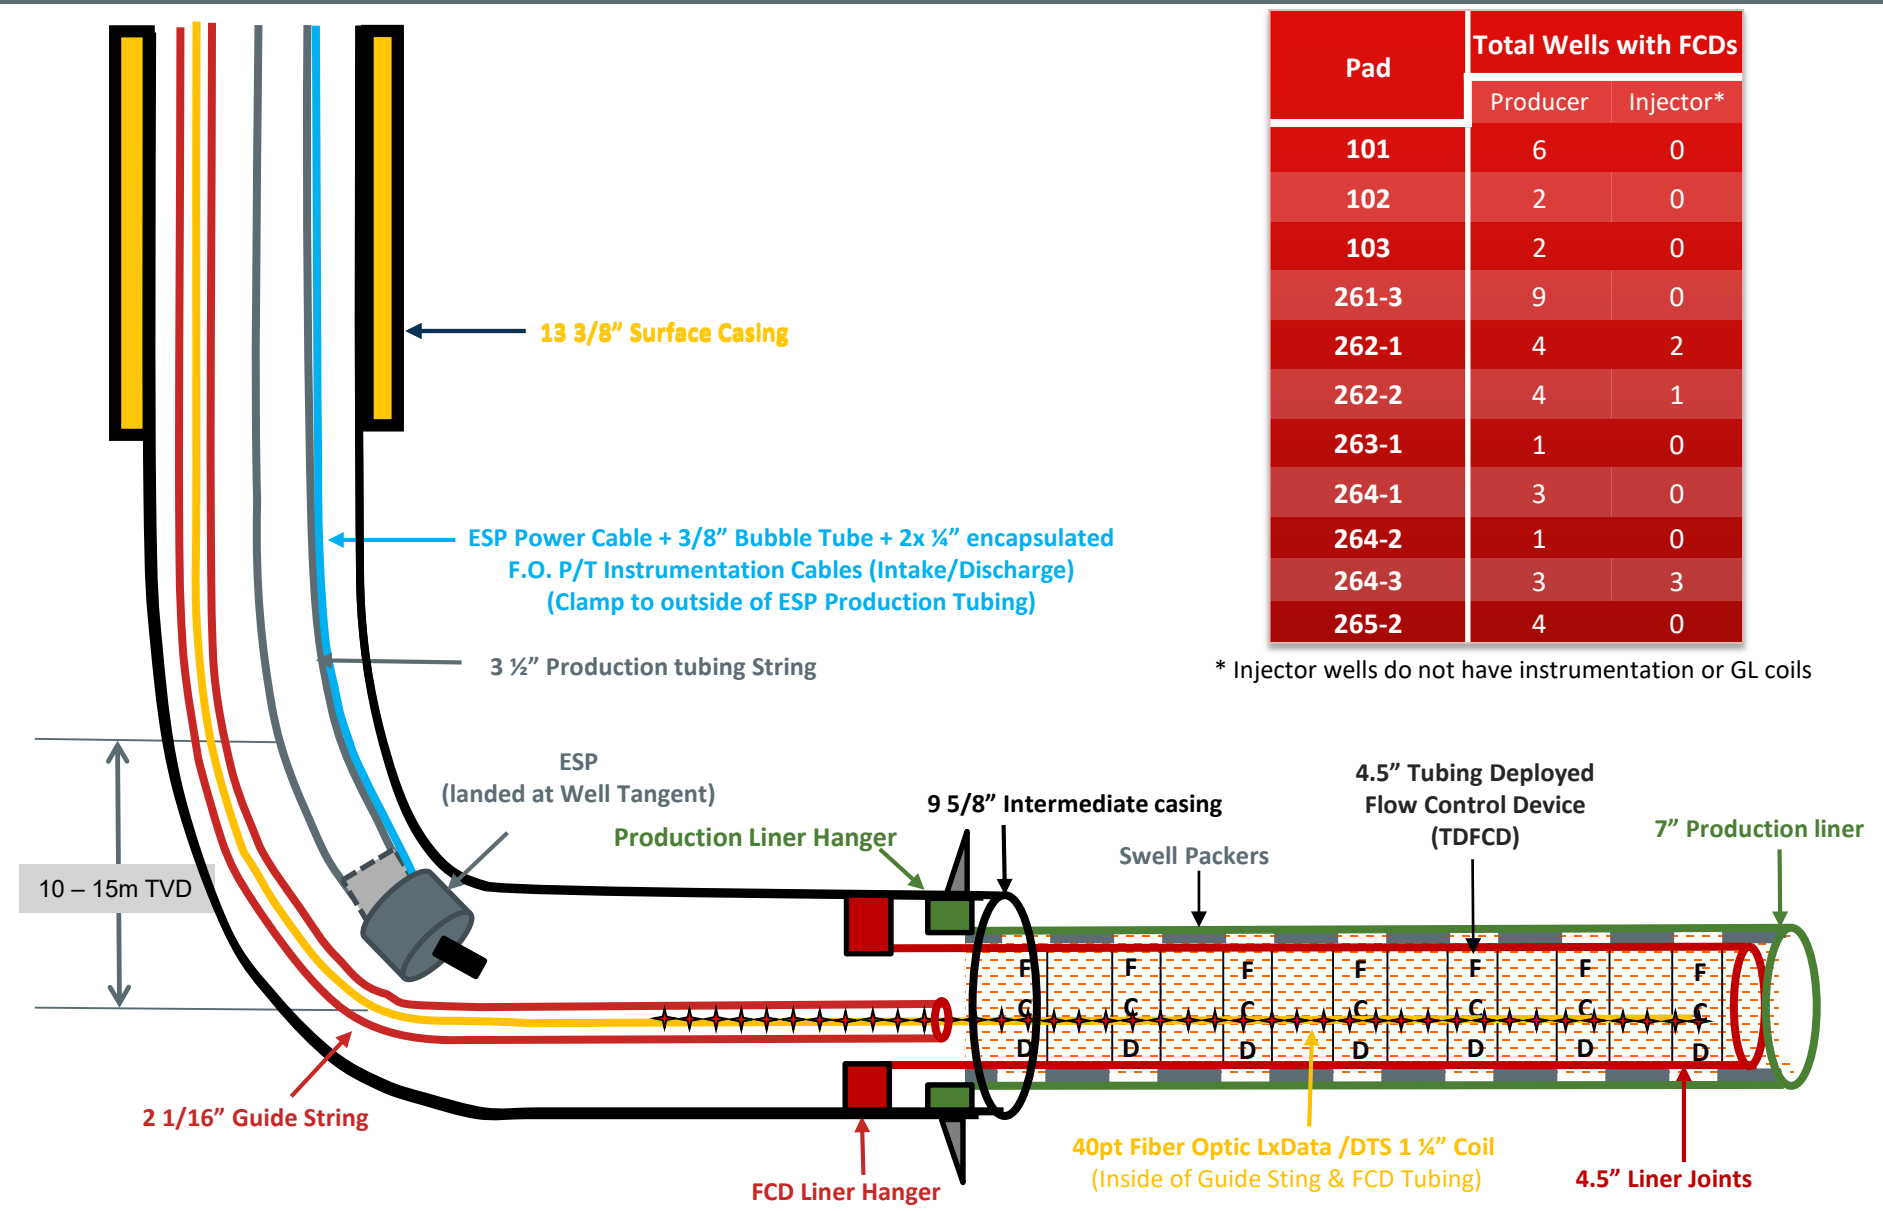 Pad
Total Wells with FCDs
Producer Injector*
101 6 0
102 2 0
103 2 0
261-3 9 0
262-1 4 2
262-2 4 1
263-1 1 0
264-1 3 0
264-2 1 0
264-3 3 3
265-2 4 0
* Injector wells do not have instrumentation or GL coils
13 3/8” Surface Casing
ESP Power Cable + 3/8” Bubble Tube + 2x ¼” encapsulated
F.O. P/T Instrumentation Cables (Intake/Discharge)
(Clamp to outside of ESP Production Tubing)
3 ½” Production tubing String
ESP
(landed at Well Tangent)
10 – 15m TVD
Production Liner Hanger
9 5/8” Intermediate casing
Swell Packers
4.5” Tubing Deployed
Flow Control Device
(TDFCD)
7” Production liner
F F F F F F F
C C C C C C C
D D D D D D D
2 1/16” Guide String
FCD Liner Hanger
40pt Fiber Optic LxData /DTS 1 ¼” Coil
(Inside of Guide Sting & FCD Tubing)
4.5” Liner Joints